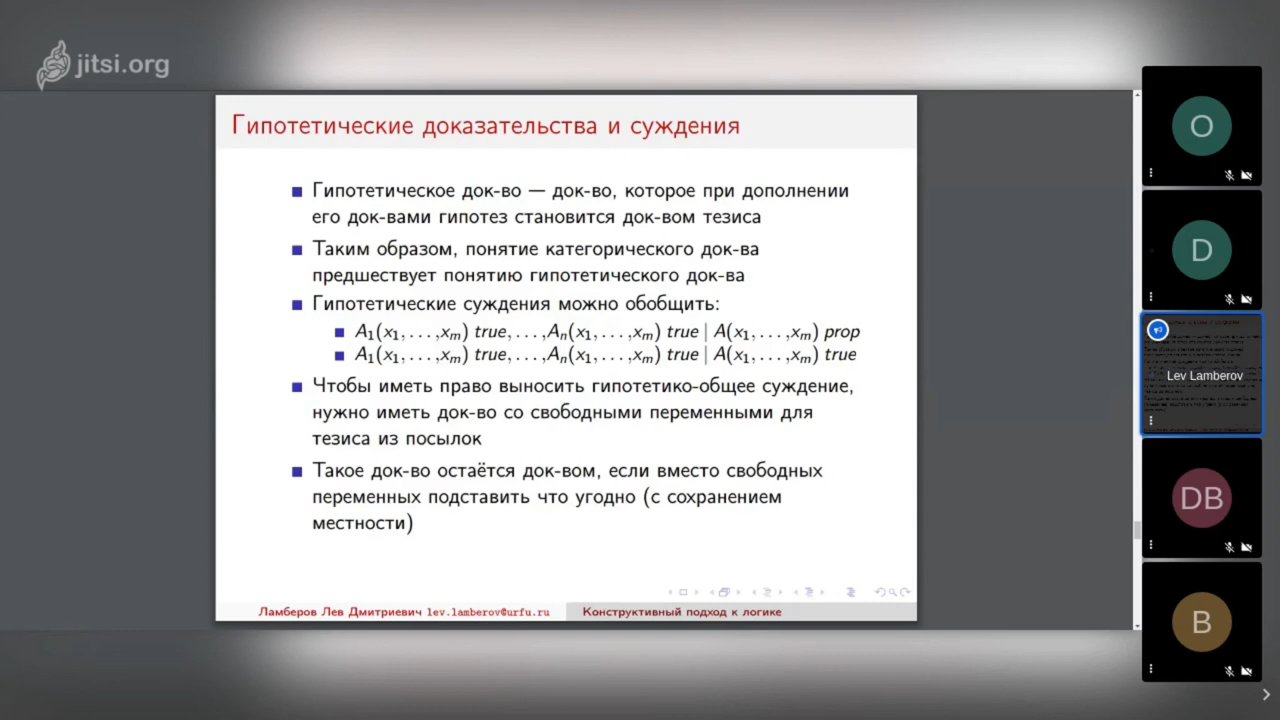 jitsi.org
Гипотетические доказательства и суждения
Гипотетическое док-во — док-во, которое при дополнении
его док-вами гипотез становится док-вом тезиса
Таким образом, понятие категорического док-ва
предшествует понятию гипотетического док-ва
Гипотетические суждения можно обобщить:
A₁(x₁,...,xₘ) true,...,Aₙ(x₁,...,xₘ) true | A(x₁,...,xₘ) prop
A₁(x₁,...,xₘ) true,...,Aₙ(x₁,...,xₘ) true | A(x₁,...,xₘ) true
Чтобы иметь право выносить гипотетико-общее суждение,
нужно иметь док-во со свободными переменными для
тезиса из посылок
Такое док-во остаётся док-вом, если вместо свободных
переменных подставить что угодно (с сохранением
местности)
Ламберов Лев Дмитриевич lev.lamberov@urfu.ru
Конструктивный подход к логике
O
D
Lev Lamberov
DB
B